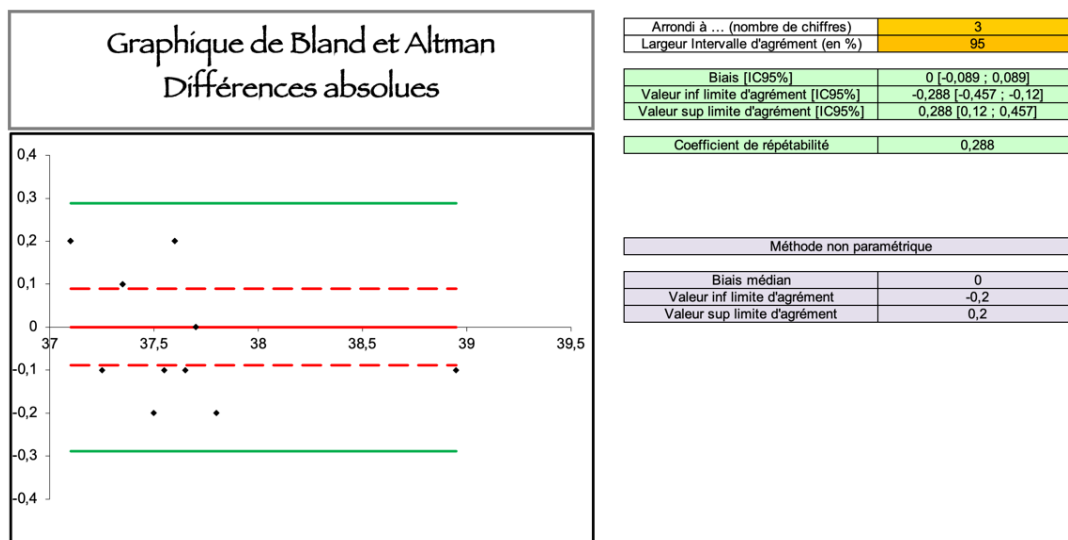 Graphique de Bland et Altman
Différences absolues
0,4
0,3
0,2
0,1
0
-0,1
-0,2
-0,3
-0,4
37 37,5 38 38,5 39 39,5
Arrondi à ... (nombre de chiffres) 3
Largeur Intervalle d'agrément (en %) 95
Biais [IC95%] 0 [-0,089 ; 0,089]
Valeur inf limite d'agrément [IC95%] -0,288 [-0,457 ; -0,12]
Valeur sup limite d'agrément [IC95%] 0,288 [0,12 ; 0,457]
Coefficient de répétabilité 0,288
Méthode non paramétrique
Biais médian 0
Valeur inf limite d'agrément -0,2
Valeur sup limite d'agrément 0,2